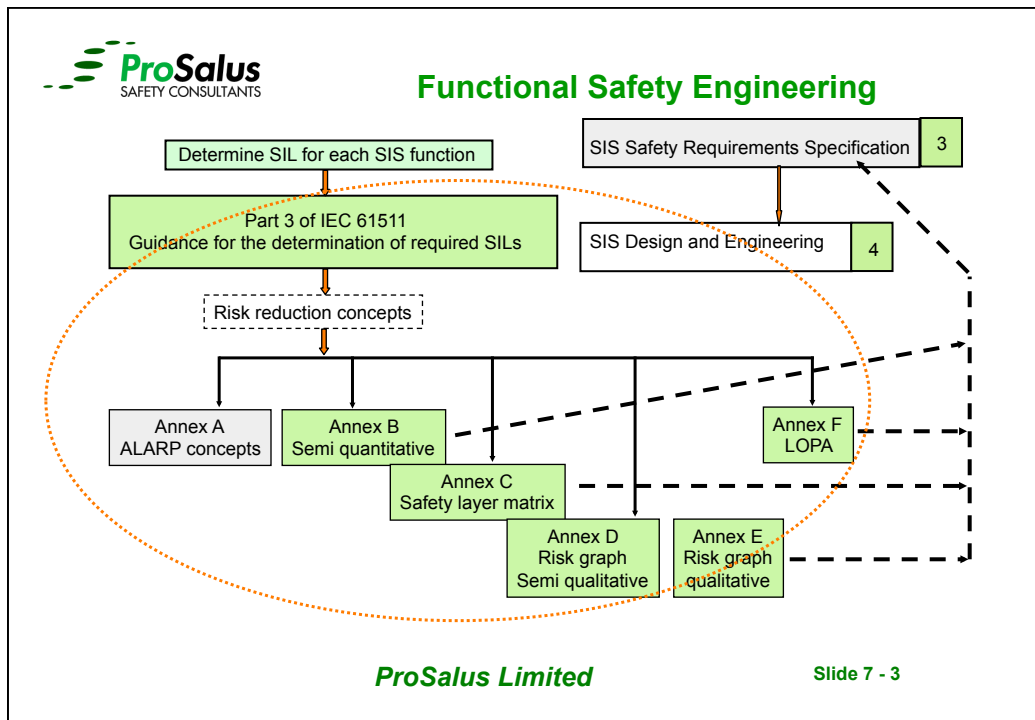 ProSalus
SAFETY CONSULTANTS
Functional Safety Engineering
Determine SIL for each SIS function
SIS Safety Requirements Specification
3
Part 3 of IEC 61511
Guidance for the determination of required SILs
SIS Design and Engineering
4
Risk reduction concepts
Annex A
ALARP concepts
Annex B
Semi quantitative
Annex F
LOPA
Annex C
Safety layer matrix
Annex D
Risk graph
Semi qualitative
Annex E
Risk graph
qualitative
ProSalus Limited
Slide 7 - 3